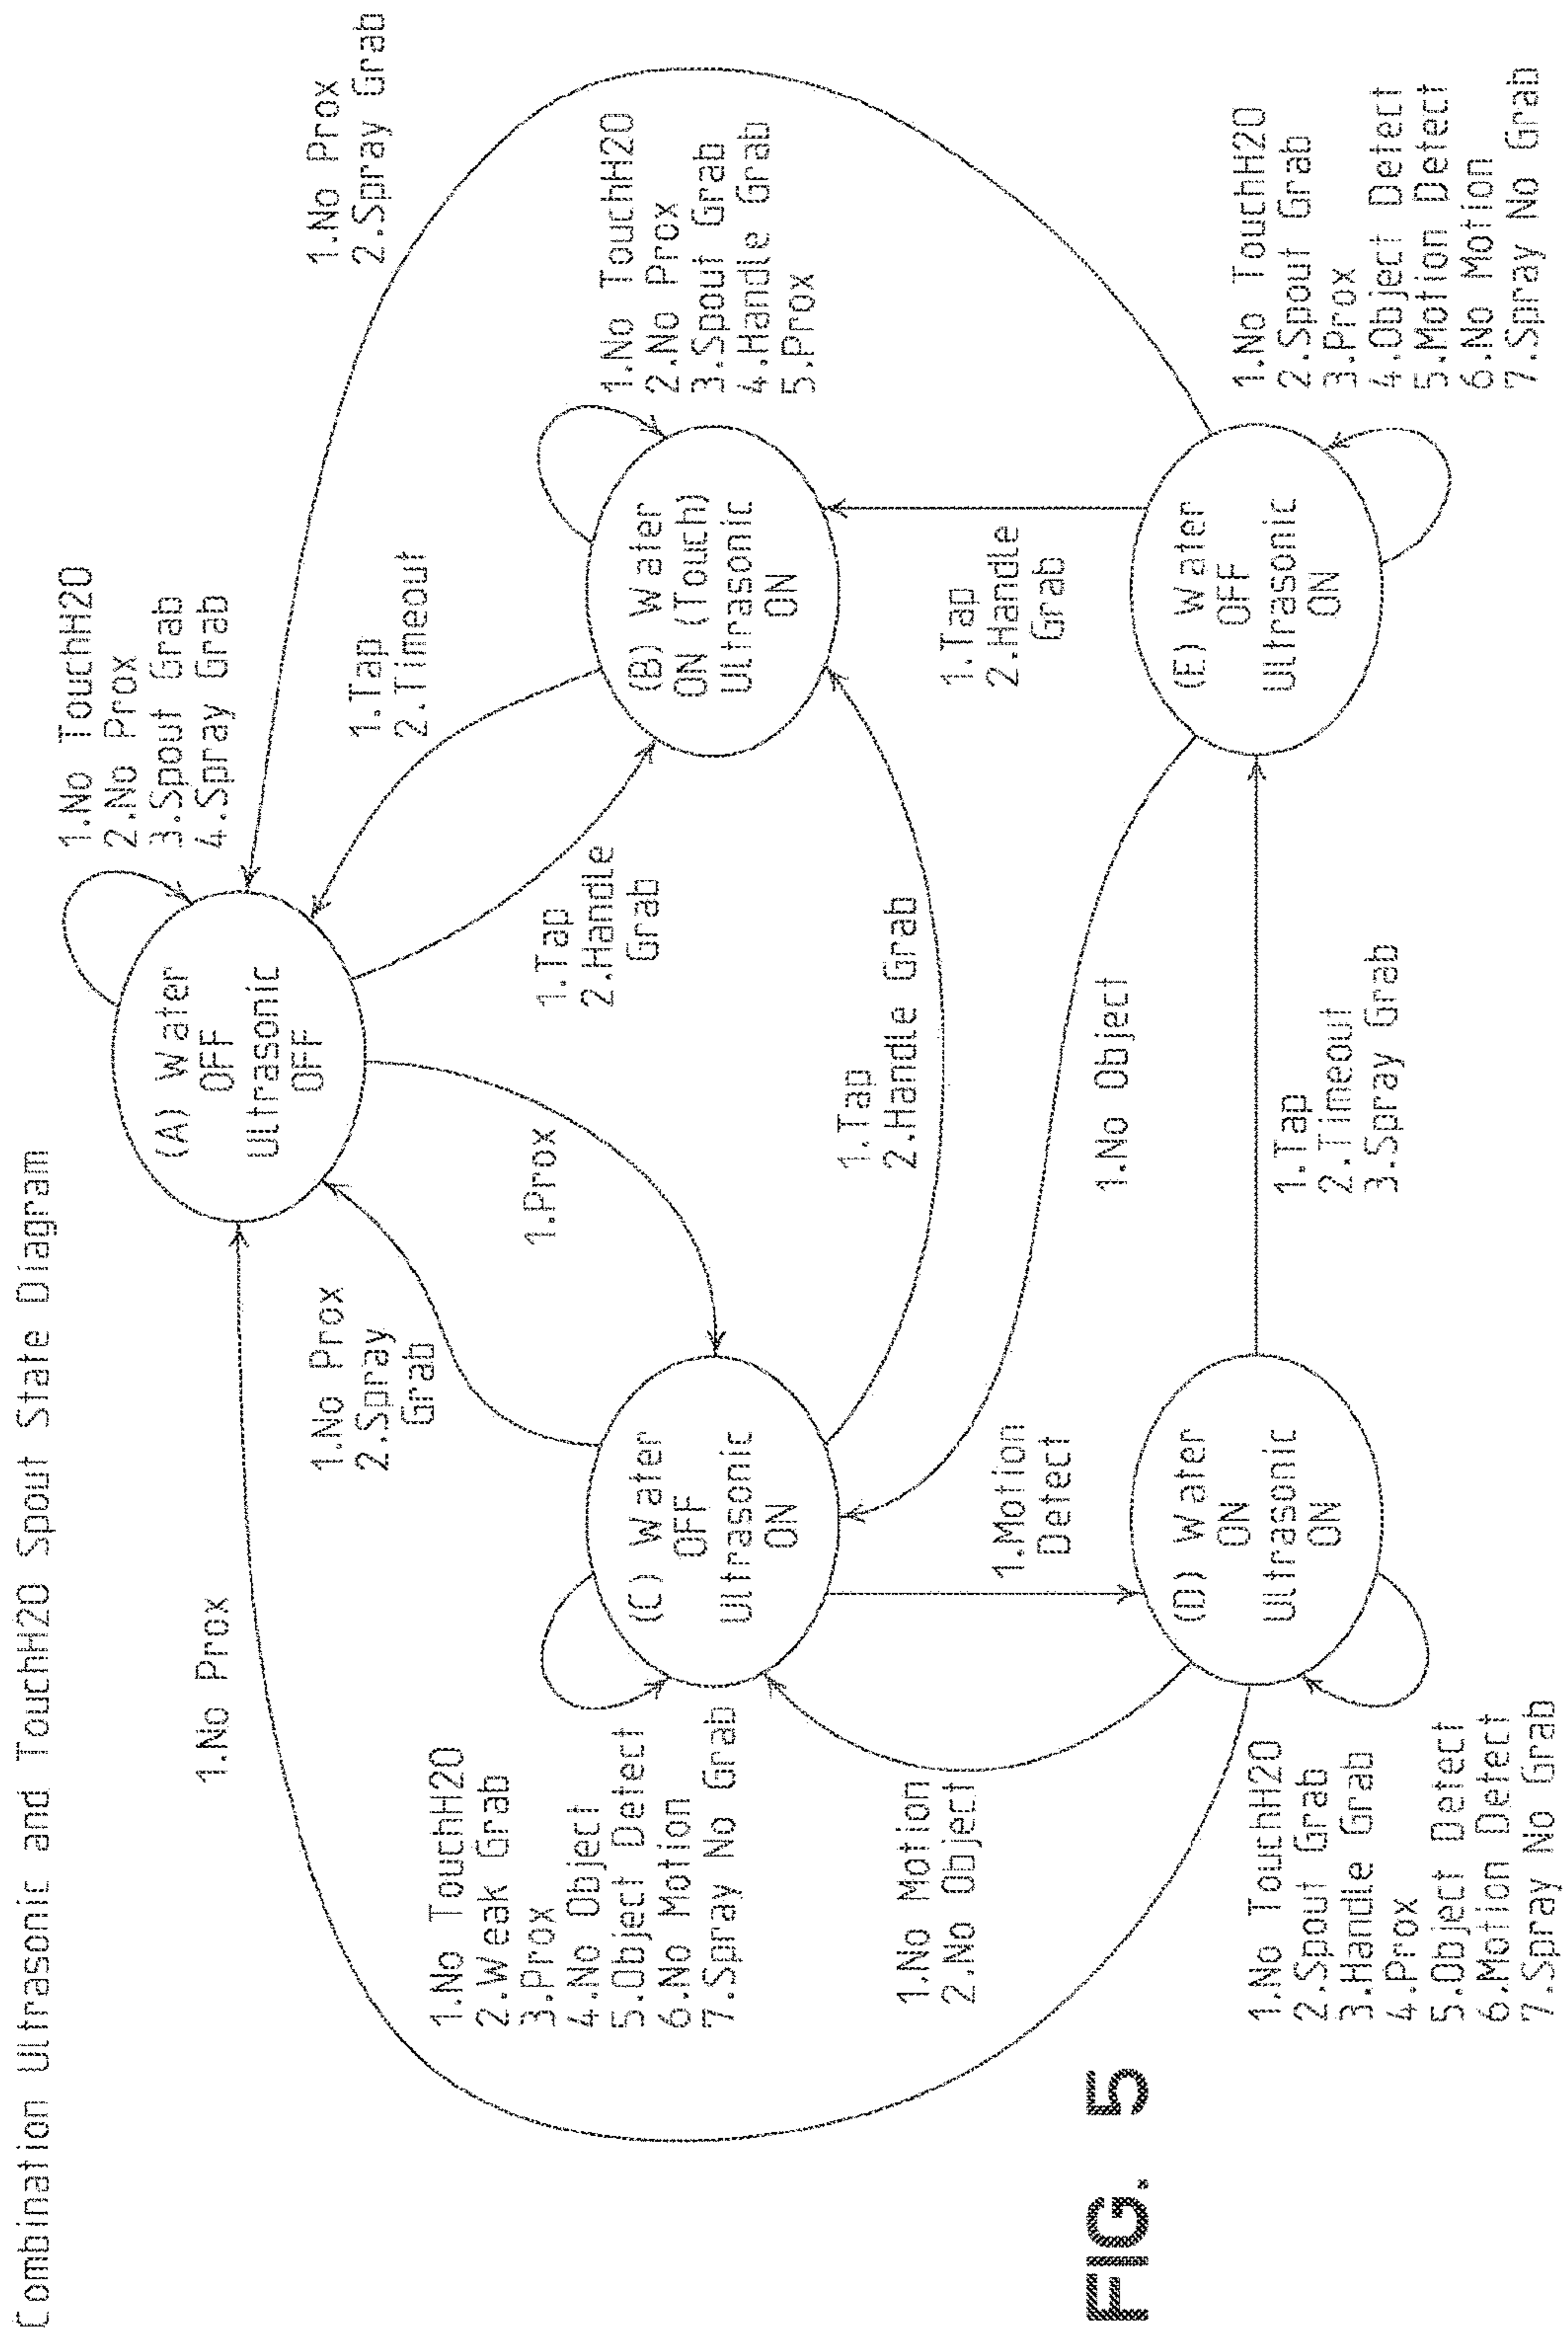 Combination Ultrasonic and TouchH2O Spout State Diagram
1.No TouchH2O
2.No Prox
3.Spout Grab
4.Spray Grab
(A) Water
OFF
Ultrasonic
OFF
1.No Prox
1.No Prox
2.Spray
Grab
1.Prox
1.Tap
2.Handle
Grab
1.Tap
2.Timeout
1.No Prox
2.Spray Grab
1.No TouchH2O
2.Weak Grab
3.Prox
4.No Object
5.Object Detect
6.No Motion
7.Spray No Grab
(C) Water
OFF
Ultrasonic
ON
(B) Water
ON (Touch)
Ultrasonic
ON
1.No TouchH2O
2.No Prox
3.Spout Grab
4.Handle Grab
5.Prox
1.Tap
2.Handle Grab
1.No Motion
2.No Object
1.Motion
Detect
1.No Object
1.Tap
2.Handle
Grab
1.No TouchH2O
2.Spout Grab
3.Handle Grab
4.Prox
5.Object Detect
6.Motion Detect
7.Spray No Grab
(D) Water
ON
Ultrasonic
ON
1.Tap
2.Timeout
3.Spray Grab
(E) Water
OFF
Ultrasonic
ON
1.No TouchH2O
2.Spout Grab
3.Prox
4.Object Detect
5.Motion Detect
6.No Motion
7.Spray No Grab
FIG. 5